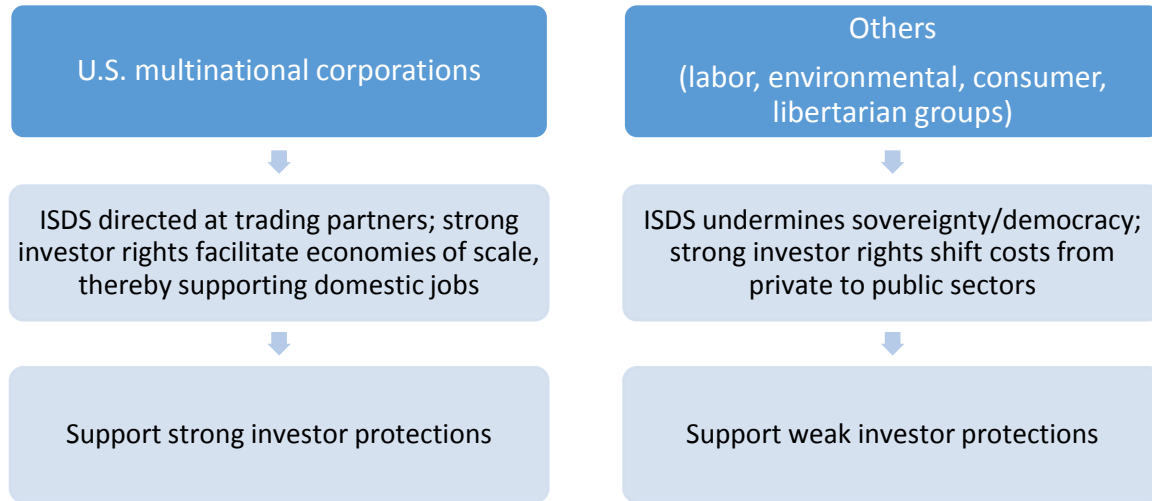 U.S. multinational corporations
ISDS directed at trading partners; strong
investor rights facilitate economies of scale,
thereby supporting domestic jobs
Support strong investor protections
Others
(labor, environmental, consumer,
libertarian groups)
ISDS undermines sovereignty/democracy;
strong investor rights shift costs from
private to public sectors
Support weak investor protections